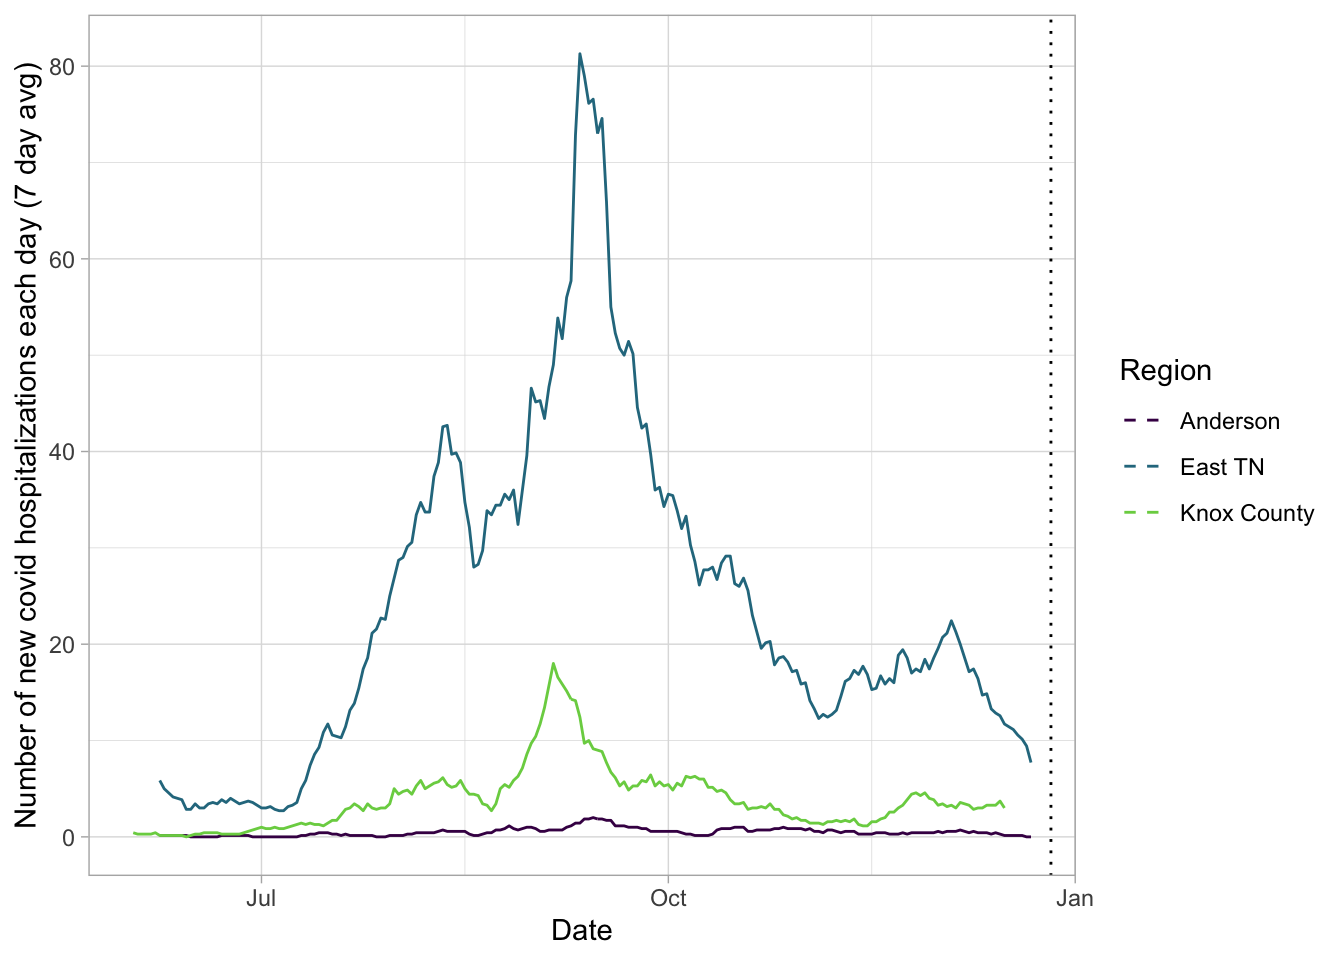 Number of new covid hospitalizations each day (7 day avg)
80
60
40
20
0
Jul
Oct
Jan
Date
Region
Anderson
East TN
Knox County